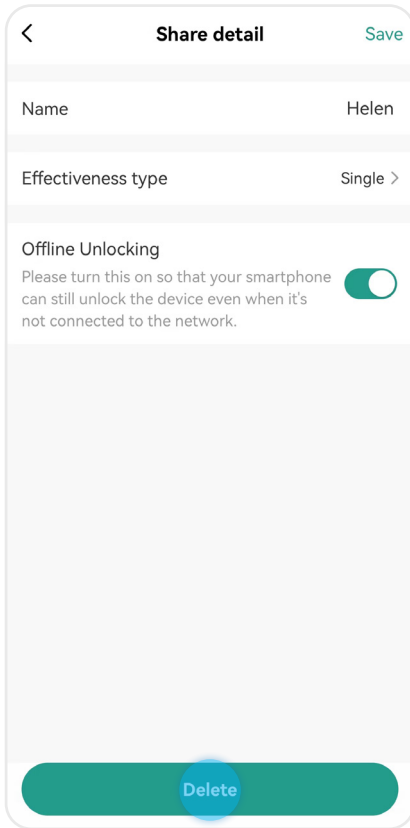 Share detail
Save
Name
Helen
Effectiveness type
Single
Offline Unlocking
Please turn this on so that your smartphone
can still unlock the device even when it's
not connected to the network.
Delete